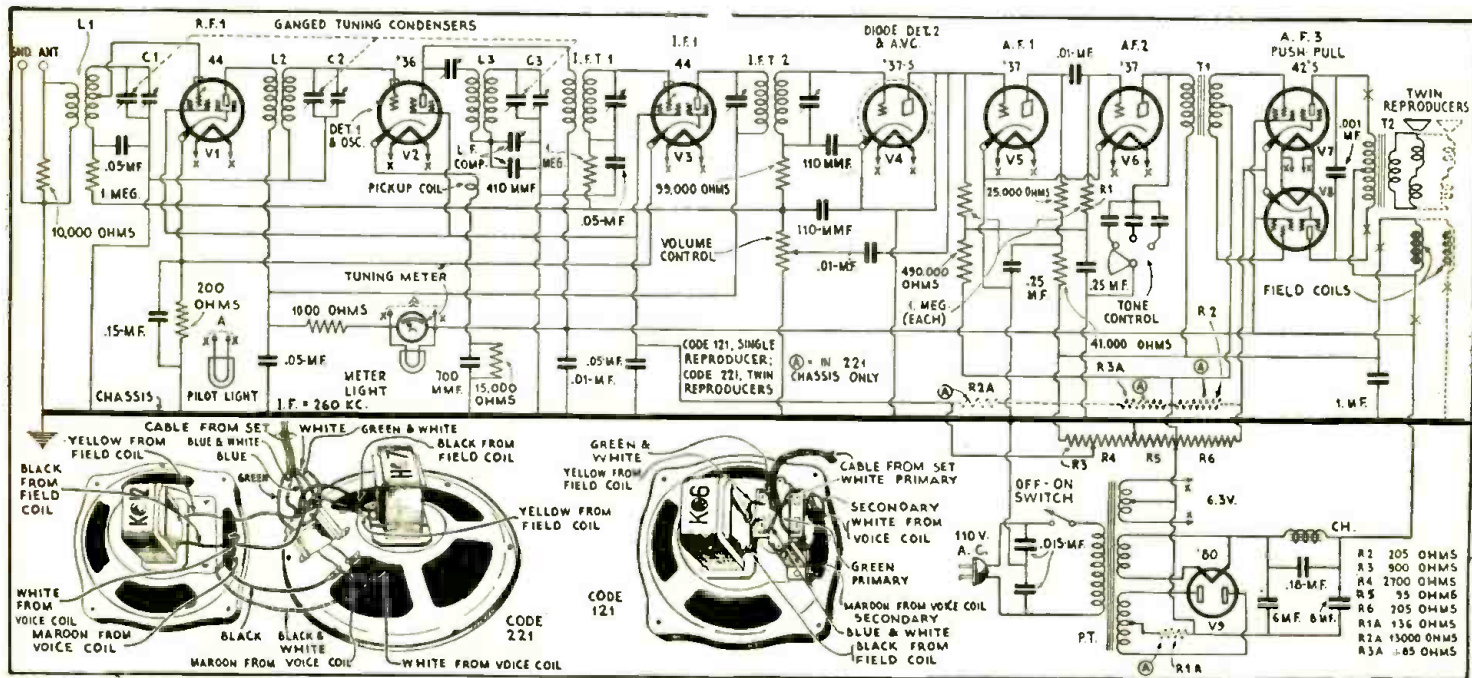 R.F.1
GANGED TUNING CONDENSERS
DIODE DET.2
& A.V.C.
A.F.3
PUSH-PULL
GND. ANT.
L1
C1
44
L2
C2
'36
L3
C3
I.F.T 1
I.F.1
44
I.F.T 2
'37-S
A.F.1
'37
.01-MF.
A.F.2
'37
T1
42'S
TWIN
REPRODUCERS
T2
.001
MF.
DET.1
& OSC.
V1
V2
V3
V4
V5
V6
V7
V8
.05-MF.
1 MEG.
L.F.
COMP.
410 MMF.
1
MEG.
PICKUP COIL
.05-MF.
99,000 OHMS
110 MMF.
110-MMF.
25,000 OHMS
R1
10,000 OHMS
VOLUME
CONTROL
.01-MF.
490,000
OHMS
.25
M.F.
.25 M.F.
TONE
CONTROL
FIELD COILS
TUNING METER
200
OHMS
A
.15-MF.
1000 OHMS
A
1 MEG.
(EACH)
R2
41,000 OHMS
.05-MF.
METER
LIGHT
700
MMF.
15,000
OHMS
.05-MF.
.01-MF.
CODE 121, SINGLE
REPRODUCER;
CODE 221, TWIN
REPRODUCERS
A = IN 221
CHASSIS ONLY
A
R2A
R3A
A
A
1. MF.
CHASSIS
PILOT LIGHT
I.F. = 260 KC.
CABLE FROM SET
WHITE
GREEN & WHITE
BLUE & WHITE
BLUE
GREEN
YELLOW FROM
FIELD COIL
BLACK
FROM
FIELD
COIL
BLACK FROM
FIELD COIL
K62
H 7
YELLOW FROM
FIELD COIL
WHITE
FROM
VOICE COIL
MAROON FROM
VOICE COIL
BLACK
BLACK &
WHITE
MAROON FROM VOICE COIL
WHITE FROM VOICE COIL
CODE
221
GREEN &
WHITE
YELLOW FROM
FIELD COIL
K66
CABLE FROM SET
WHITE PRIMARY
SECONDARY
WHITE FROM
VOICE COIL
GREEN
PRIMARY
MAROON FROM VOICE COIL
SECONDARY
BLUE & WHITE
BLACK FROM
FIELD COIL
CODE
121
R3
R4
R5
R6
OFF-ON
SWITCH
6.3V.
110 V.
A.C.
.015-MF.
P.T.
'80
V9
CH.
.18-MF.
6 MF.
8 MF.
A
R1A
R2 205 OHMS
R3 900 OHMS
R4 2700 OHMS
R5 95 OHMS
R6 205 OHMS
R1A 136 OHMS
R2A 13000 OHMS
R3A 85 OHMS